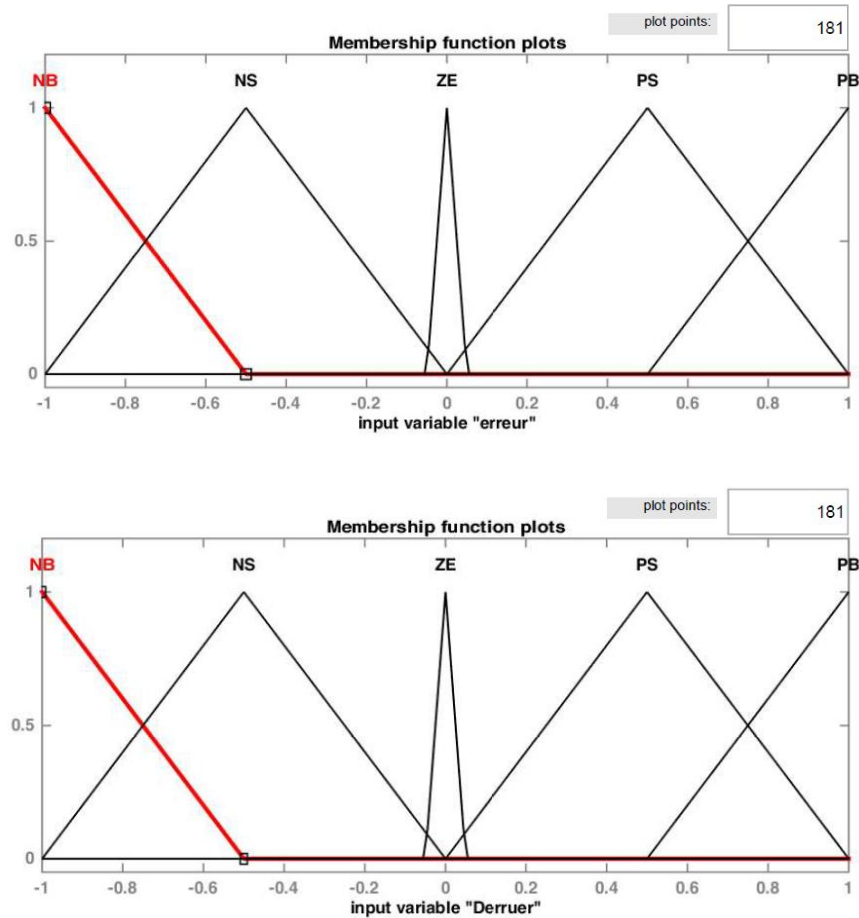 plot points: 181
Membership function plots
NB NS ZE PS PB
1
0.5
0
-1 -0.8 -0.6 -0.4 -0.2 0 0.2 0.4 0.6 0.8 1
input variable "erreur"
plot points: 181
Membership function plots
NB NS ZE PS PB
1
0.5
0
-1 -0.8 -0.6 -0.4 -0.2 0 0.2 0.4 0.6 0.8 1
input variable "Derruer"